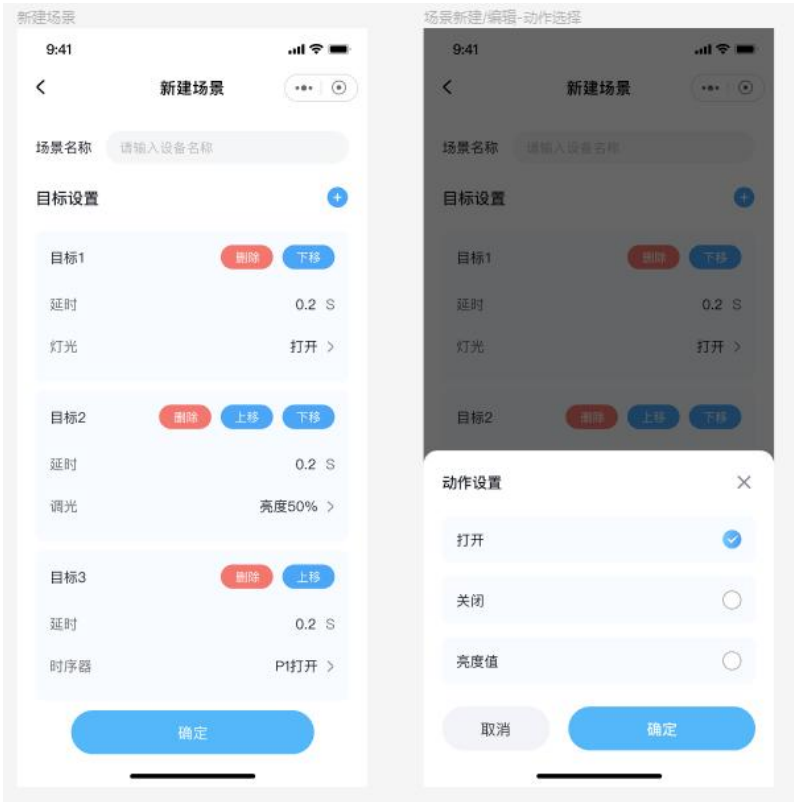 新建场景
9:41
新建场景
场景名称 请输入设备名称
目标设置
目标1 删除 下移
延时 0.2 S
灯光 打开
目标2 删除 上移 下移
延时 0.2 S
调光 亮度50%
目标3 删除 上移
延时 0.2 S
时序器 P1打开
确定
场景新建/编辑-动作选择
9:41
新建场景
场景名称 请输入设备名称
目标设置
目标1 删除 下移
延时 0.2 S
灯光 打开
目标2 删除 上移 下移
动作设置
打开
关闭
亮度值
取消 确定